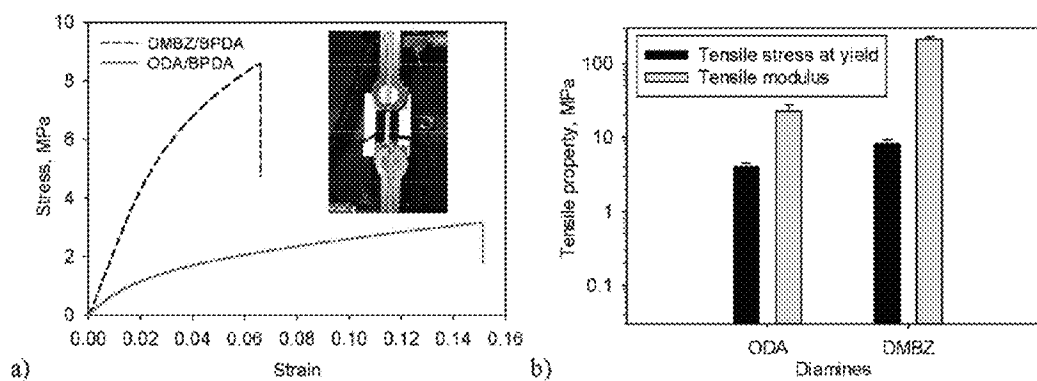 10
8
6
4
2
0
Stress, MPa
DMBZ/BPDA
ODA/BPDA
0.00 0.02 0.04 0.06 0.08 0.10 0.12 0.14 0.16
Strain
a)
100
10
1
0.1
Tensile property, MPa
Tensile stress at yield
Tensile modulus
ODA DMBZ
Diamines
b)